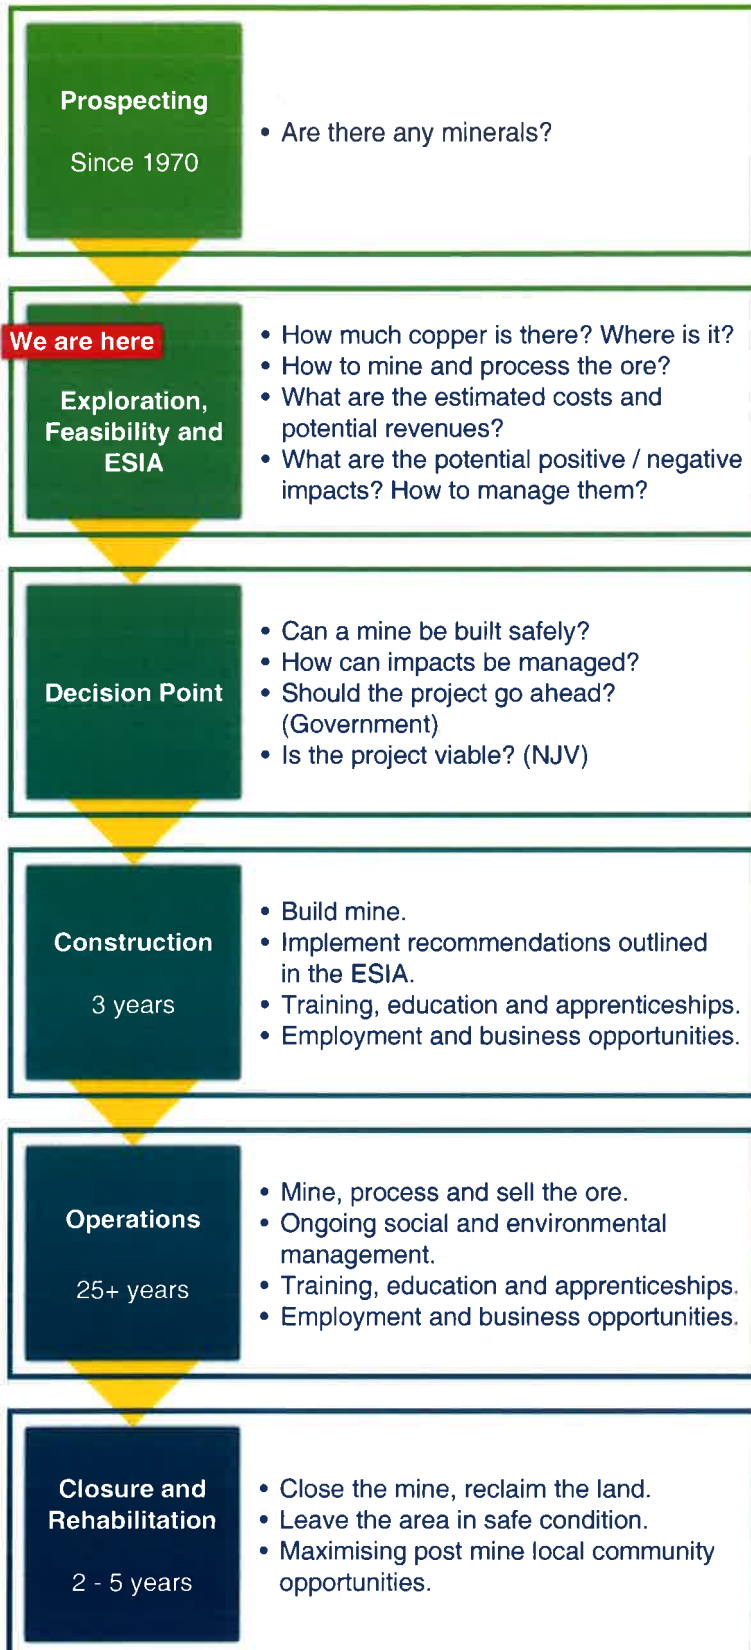 Prospecting
Since 1970
• Are there any minerals?
We are here
Exploration,
Feasibility and
ESIA
• How much copper is there? Where is it?
• How to mine and process the ore?
• What are the estimated costs and
potential revenues?
• What are the potential positive / negative
impacts? How to manage them?
Decision Point
• Can a mine be built safely?
• How can impacts be managed?
• Should the project go ahead?
(Government)
• Is the project viable? (NJV)
Construction
3 years
• Build mine.
• Implement recommendations outlined
in the ESIA.
• Training, education and apprenticeships.
• Employment and business opportunities.
Operations
25+ years
• Mine, process and sell the ore.
• Ongoing social and environmental
management.
• Training, education and apprenticeships.
• Employment and business opportunities.
Closure and
Rehabilitation
2 - 5 years
• Close the mine, reclaim the land.
• Leave the area in safe condition.
• Maximising post mine local community
opportunities.